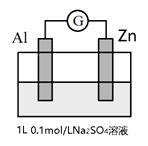 G
Al Zn
1L 0.1mol/LNa₂SO₄溶液